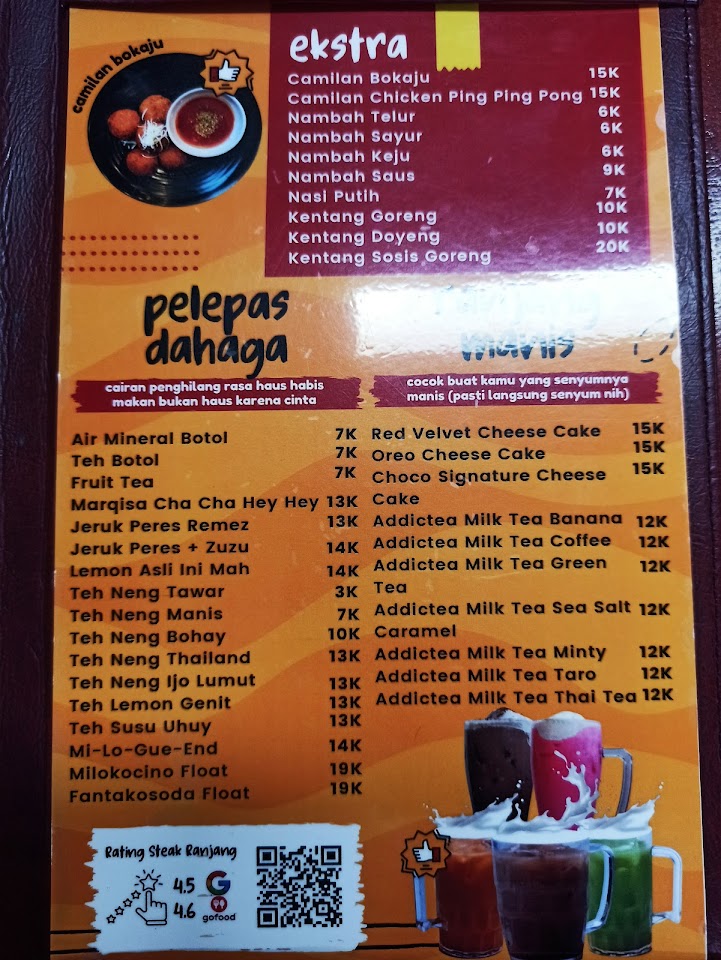 camilan bokaju
ekstra
Camilan Bokaju 15K
Camilan Chicken Ping Ping Pong 15K
Nambah Telur 6K
Nambah Sayur 6K
Nambah Keju 6K
Nambah Saus 9K
Nasi Putih 7K
Kentang Goreng 10K
Kentang Doyeng 10K
Kentang Sosis Goreng 20K
pelepas
dahaga
cairan penghilang rasa haus habis
makan bukan haus karena cinta
Air Mineral Botol 7K
Teh Botol 7K
Fruit Tea 7K
Marqisa Cha Cha Hey Hey 13K
Jeruk Peres Remez 13K
Jeruk Peres + Zuzu 14K
Lemon Asli Ini Mah 14K
Teh Neng Tawar 3K
Teh Neng Manis 7K
Teh Neng Bohay 10K
Teh Neng Thailand 13K
Teh Neng Ijo Lumut 13K
Teh Lemon Genit 13K
Teh Susu Uhuy 13K
Mi-Lo-Gue-End 14K
Milokocino Float 19K
Fantakosoda Float 19K
manis
cocok buat kamu yang senyumnya
manis (pasti langsung senyum nih)
Red Velvet Cheese Cake 15K
Oreo Cheese Cake 15K
Choco Signature Cheese 15K
Cake
Addictea Milk Tea Banana 12K
Addictea Milk Tea Coffee 12K
Addictea Milk Tea Green 12K
Tea
Addictea Milk Tea Sea Salt 12K
Caramel
Addictea Milk Tea Minty 12K
Addictea Milk Tea Taro 12K
Addictea Milk Tea Thai Tea 12K
Rating Steak Ranjang
4.5 G
4.6 gofood